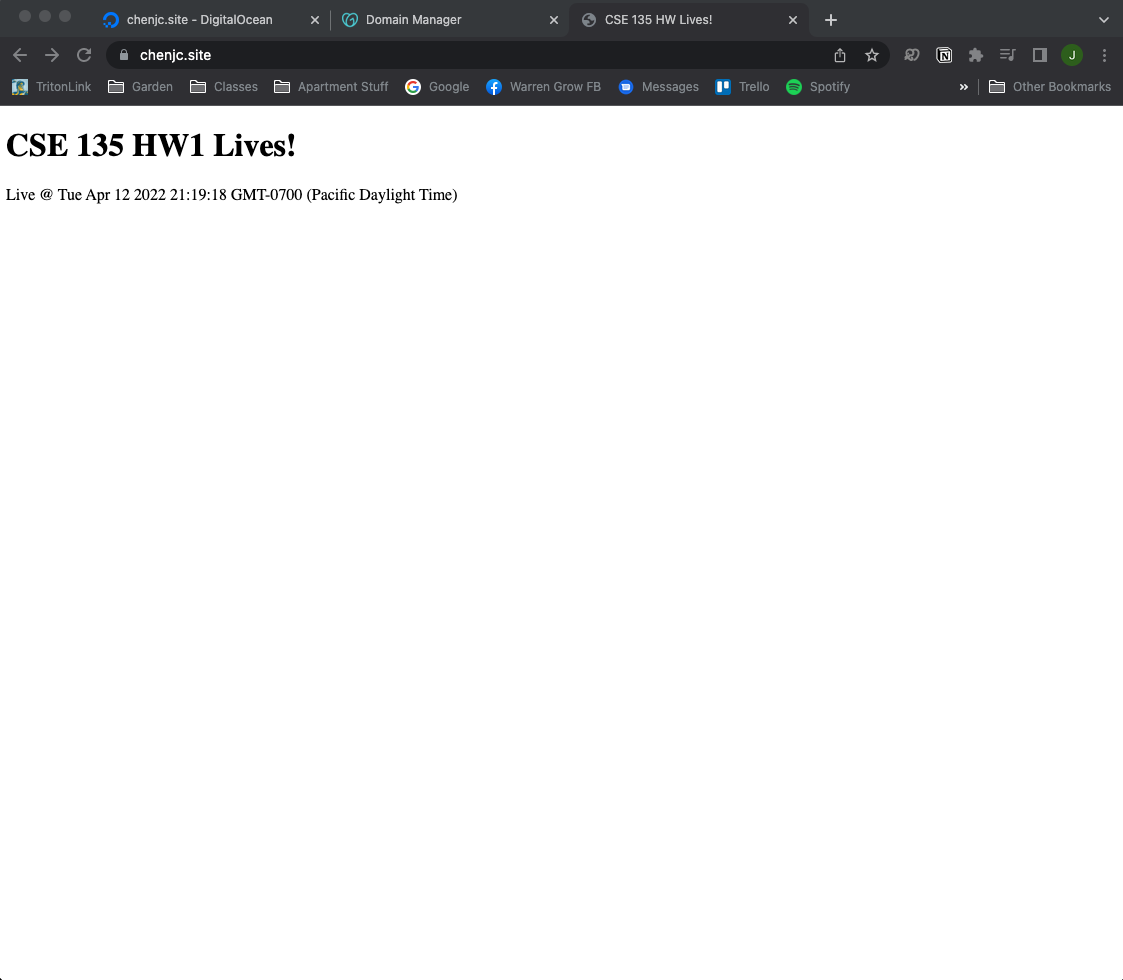 chenjc.site - DigitalOcean
Domain Manager
CSE 135 HW Lives!
chenjc.site
J
TritonLink
Garden
Classes
Apartment Stuff
Google
Warren Grow FB
Messages
Trello
Spotify
»
Other Bookmarks
CSE 135 HW1 Lives!
Live @ Tue Apr 12 2022 21:19:18 GMT-0700 (Pacific Daylight Time)